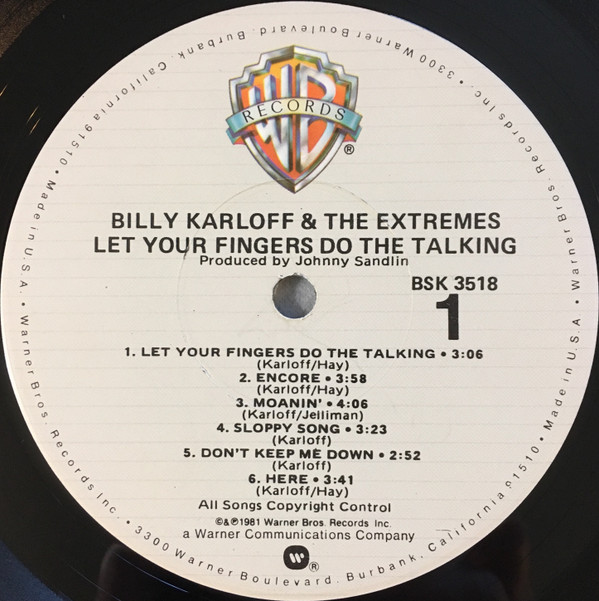 WB
RECORDS
®
BILLY KARLOFF & THE EXTREMES
LET YOUR FINGERS DO THE TALKING
Produced by Johnny Sandlin
BSK 3518
1
1. LET YOUR FINGERS DO THE TALKING • 3:06
(Karloff/Hay)
2. ENCORE • 3:58
(Karloff/Hay)
3. MOANIN' • 4:06
(Karloff/Jelliman)
4. SLOPPY SONG • 3:23
(Karloff)
5. DON'T KEEP ME DOWN • 2:52
(Karloff)
6. HERE • 3:41
(Karloff/Hay)
All Songs Copyright Control
©&℗1981 Warner Bros. Records Inc.
a Warner Communications Company
W ®
Warner Bros. Records Inc. • 3300 Warner Boulevard, Burbank, California 91510 • Made in U.S.A. • Warner Bros. Records Inc. • 3300 Warner Boulevard, Burbank, California 91510 • Made in U.S.A. •